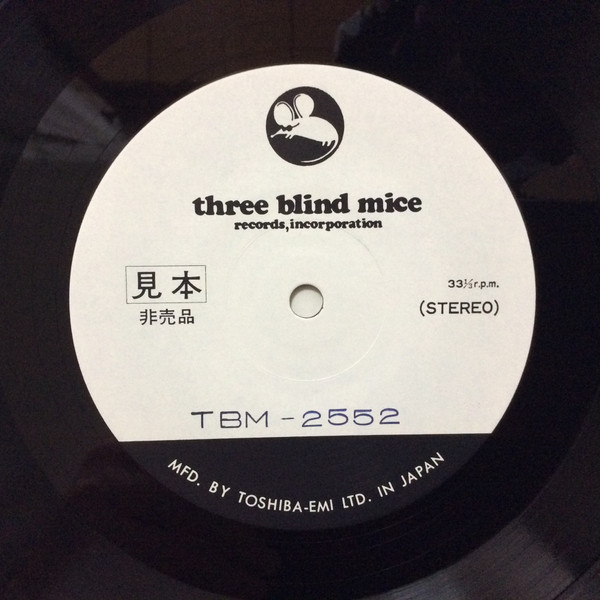 three blind mice
records, incorporation
見本
非売品
33⅓r.p.m.
(STEREO)
TBM-2552
MFD. BY TOSHIBA-EMI LTD. IN JAPAN